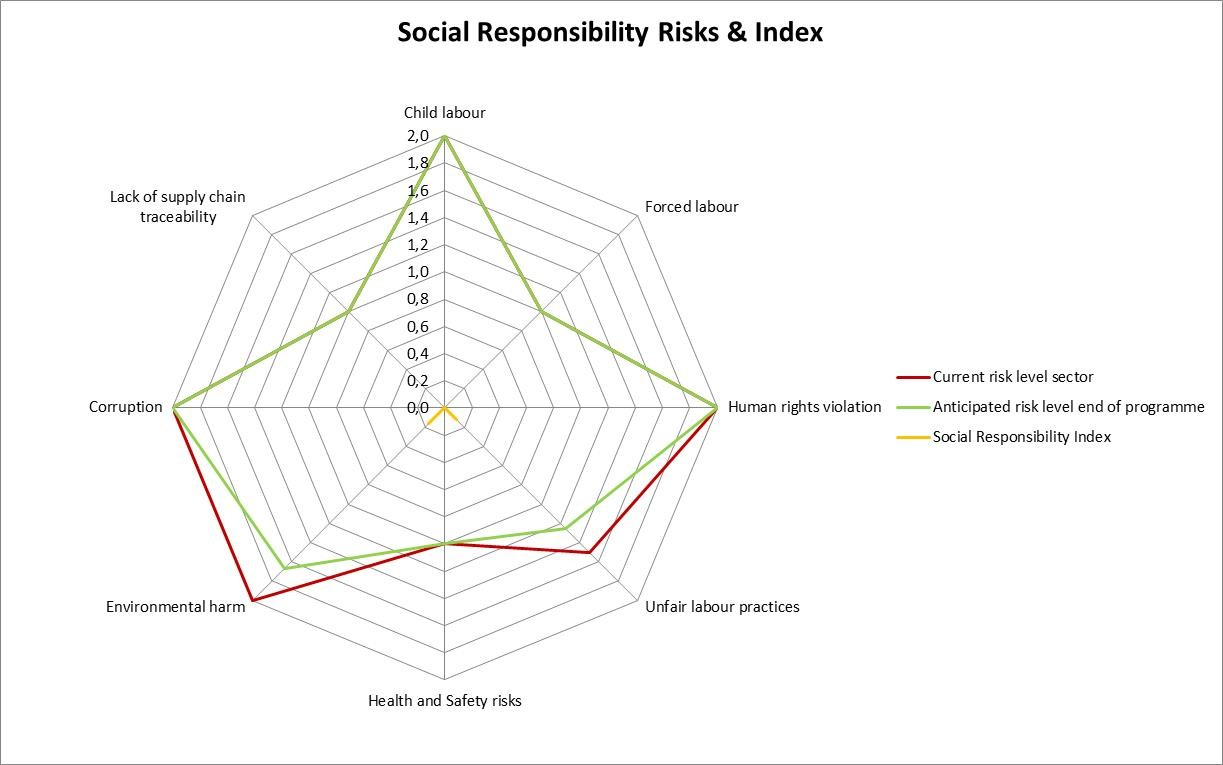 Social Responsibility Risks & Index
Child labour
2,0
1,8
1,6
1,4
1,2
1,0
0,8
0,6
0,4
0,2
0,0
Lack of supply chain
traceability
Forced labour
Corruption
Human rights violation
Environmental harm
Unfair labour practices
Health and Safety risks
Current risk level sector
Anticipated risk level end of programme
Social Responsibility Index